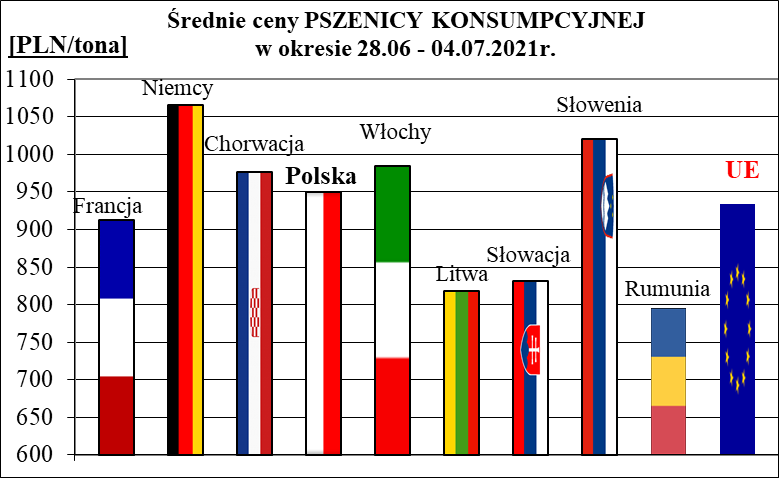 Średnie ceny PSZENICY KONSUMPCYJNEJ
w okresie 28.06 - 04.07.2021r.
[PLN/tona]
1100
1050
1000
950
900
850
800
750
700
650
600
Francja
Niemcy
Chorwacja
Polska
Włochy
Litwa
Słowacja
Słowenia
Rumunia
UE